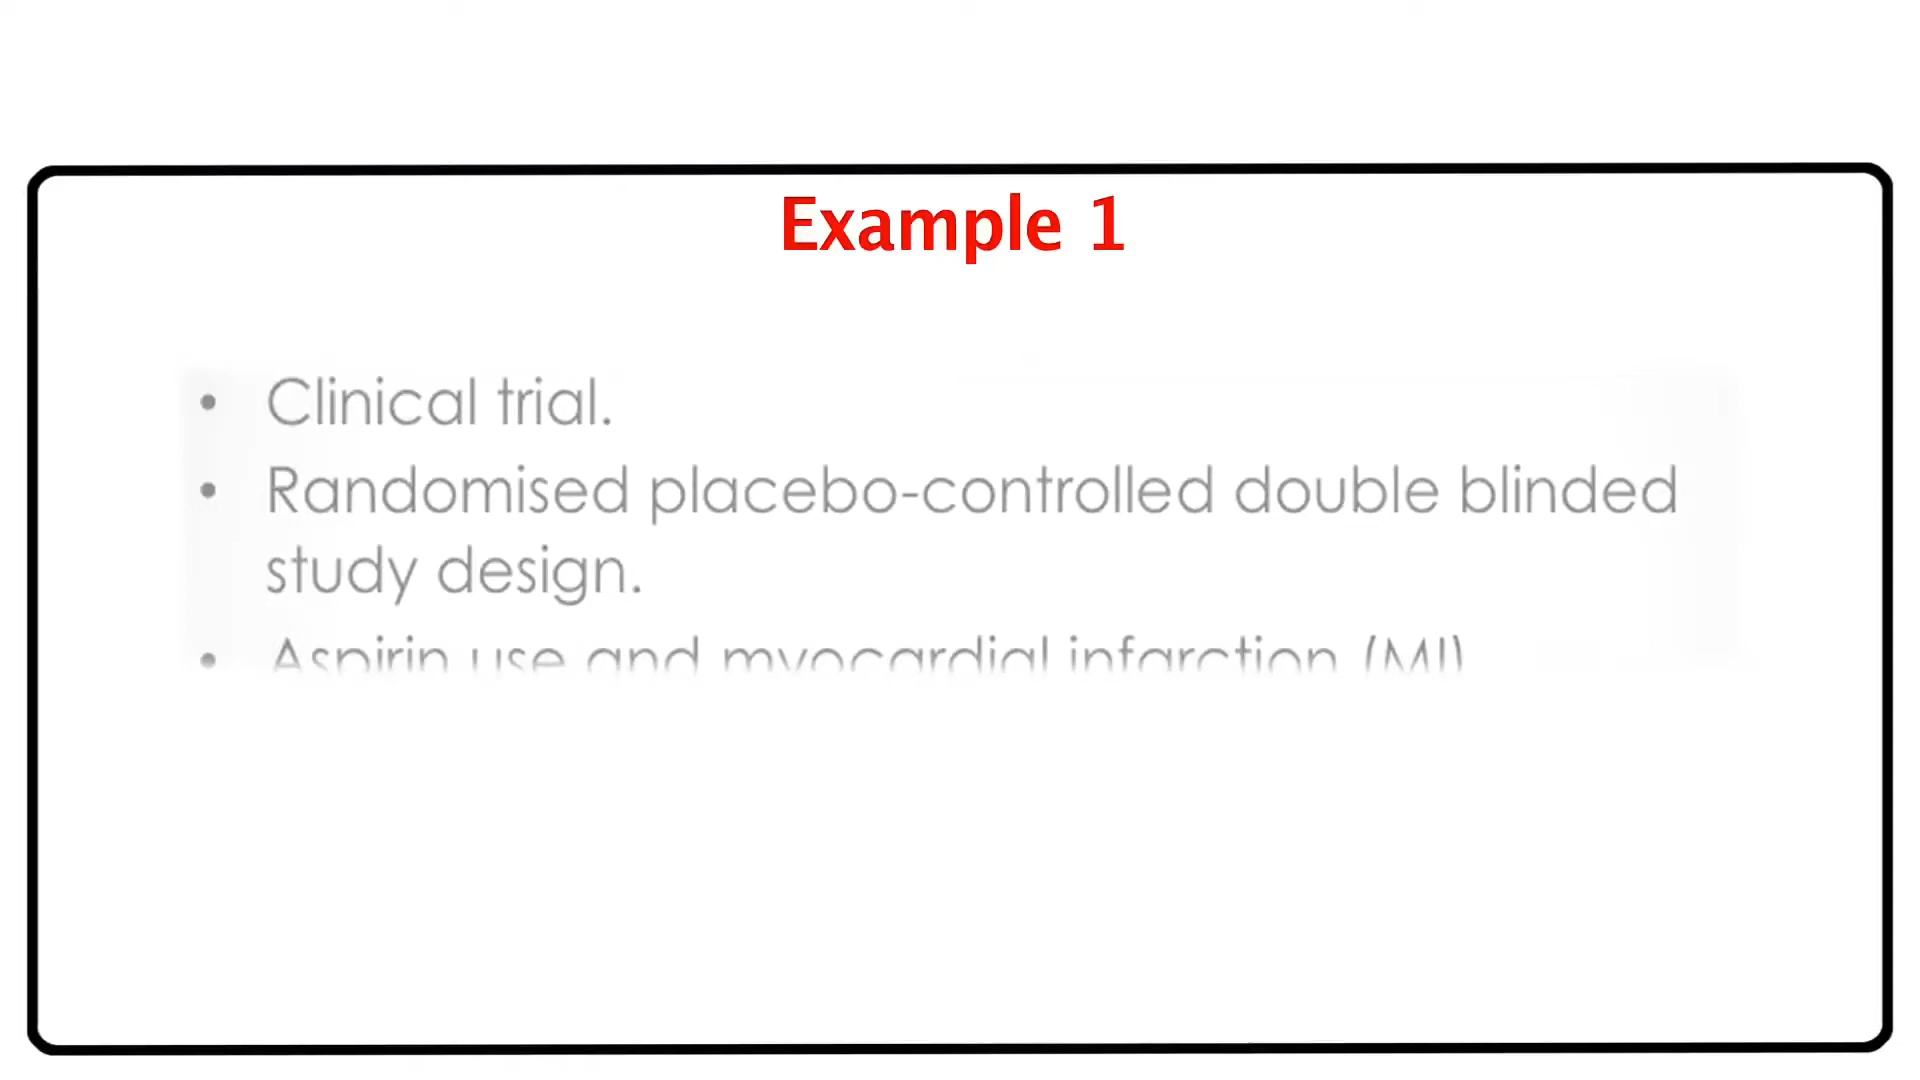 Example 1
• Clinical trial.
• Randomised placebo-controlled double blinded
study design.
• Aspirin use and myocardial infarction (MI)